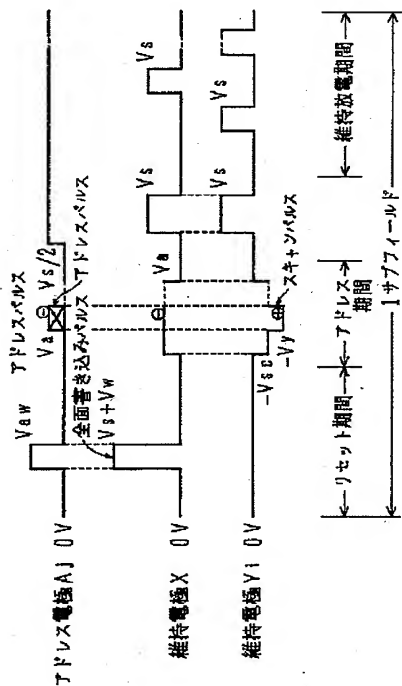 アドレス電極Aj 0V
Vaw
アドレスパルス
Va
⊖
Vs/2
アドレスパルス
全面書き込みパルス
Vs+Vw
維持電極X 0V
⊖
Va
Vs
Vs
維持電極Yi 0V
-Vsc
-Vy
⊕
スキャンパルス
Vs
Vs
リセット期間
アドレス
期間
維持放電期間
1サブフィールド